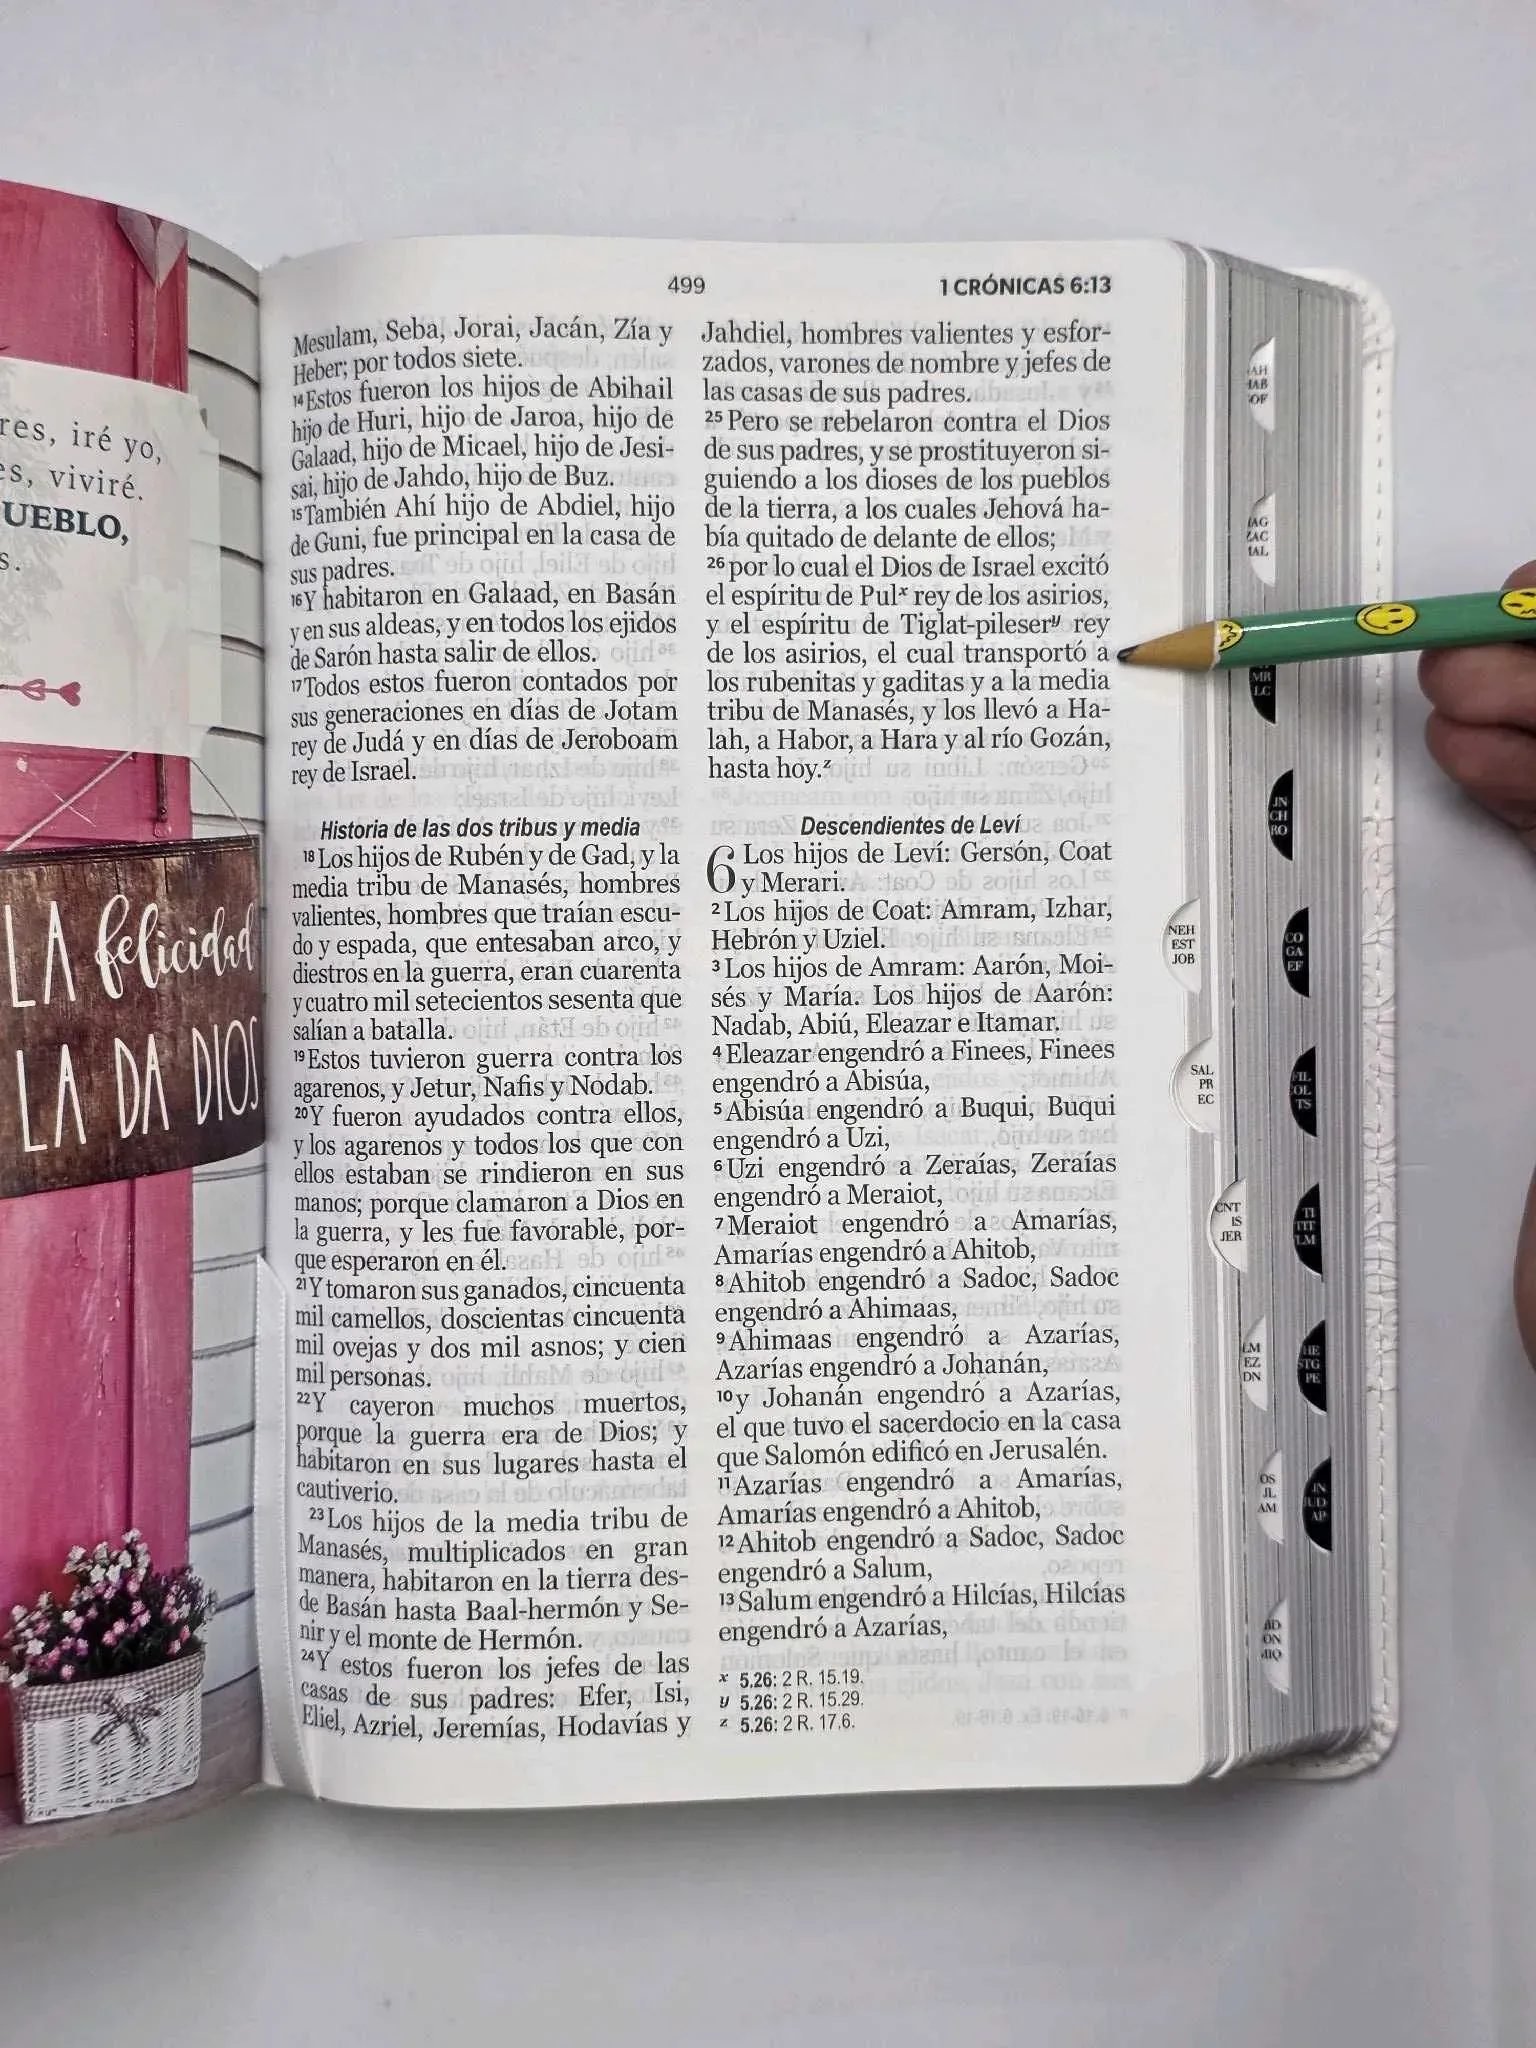 res, iré yo,
es, viviré.
UEBLO,
s.
LA felicidad
LA DA DIOS
499
1 CRÓNICAS 6:13
Mesulam, Seba, Jorai, Jacán, Zía y
Heber; por todos siete.
14 Estos fueron los hijos de Abihail
hijo de Huri, hijo de Jaroa, hijo de
Galaad, hijo de Micael, hijo de Jesi-
sai, hijo de Jahdo, hijo de Buz.
15 También Ahí hijo de Abdiel, hijo
de Guni, fue principal en la casa de
sus padres.
16 Y habitaron en Galaad, en Basán
y en sus aldeas, y en todos los ejidos
de Sarón hasta salir de ellos.
17 Todos estos fueron contados por
sus generaciones en días de Jotam
rey de Judá y en días de Jeroboam
rey de Israel.
Historia de las dos tribus y media
18 Los hijos de Rubén y de Gad, y la
media tribu de Manasés, hombres
valientes, hombres que traían escu-
do y espada, que entesaban arco, y
diestros en la guerra, eran cuarenta
y cuatro mil setecientos sesenta que
salían a batalla.
19 Estos tuvieron guerra contra los
agarenos, y Jetur, Nafis y Nodab.
20 Y fueron ayudados contra ellos,
y los agarenos y todos los que con
ellos estaban se rindieron en sus
manos; porque clamaron a Dios en
la guerra, y les fue favorable, por-
que esperaron en él.
21 Y tomaron sus ganados, cincuenta
mil camellos, doscientas cincuenta
mil ovejas y dos mil asnos; y cien
mil personas.
22 Y cayeron muchos muertos,
porque la guerra era de Dios; y
habitaron en sus lugares hasta el
cautiverio.
23 Los hijos de la media tribu de
Manasés, multiplicados en gran
manera, habitaron en la tierra des-
de Basán hasta Baal-hermón y Se-
nir y el monte de Hermón.
24 Y estos fueron los jefes de las
casas de sus padres: Efer, Isi,
Eliel, Azriel, Jeremías, Hodavías y
Jahdiel, hombres valientes y esfor-
zados, varones de nombre y jefes de
las casas de sus padres.
25 Pero se rebelaron contra el Dios
de sus padres, y se prostituyeron si-
guiendo a los dioses de los pueblos
de la tierra, a los cuales Jehová ha-
bía quitado de delante de ellos;
26 por lo cual el Dios de Israel excitó
el espíritu de Pul x rey de los asirios,
y el espíritu de Tiglat-pileser y rey
de los asirios, el cual transportó a
los rubenitas y gaditas y a la media
tribu de Manasés, y los llevó a Ha-
lah, a Habor, a Hara y al río Gozán,
hasta hoy. z
Descendientes de Leví
6 Los hijos de Leví: Gersón, Coat
y Merari.
2 Los hijos de Coat: Amram, Izhar,
Hebrón y Uziel.
3 Los hijos de Amram: Aarón, Moi-
sés y María. Los hijos de Aarón:
Nadab, Abiú, Eleazar e Itamar.
4 Eleazar engendró a Finees, Finees
engendró a Abisúa,
5 Abisúa engendró a Buqui, Buqui
engendró a Uzi,
6 Uzi engendró a Zeraías, Zeraías
engendró a Meraiot,
7 Meraiot engendró a Amarías,
Amarías engendró a Ahitob,
8 Ahitob engendró a Sadoc, Sadoc
engendró a Ahimaas,
9 Ahimaas engendró a Azarías,
Azarías engendró a Johanán,
10 y Johanán engendró a Azarías,
el que tuvo el sacerdocio en la casa
que Salomón edificó en Jerusalén.
11 Azarías engendró a Amarías,
Amarías engendró a Ahitob,
12 Ahitob engendró a Sadoc, Sadoc
engendró a Salum,
13 Salum engendró a Hilcías, Hilcías
engendró a Azarías,
x 5.26: 2 R. 15.19.
y 5.26: 2 R. 15.29.
z 5.26: 2 R. 17.6.
NEH
EST
JOB
SAL
PR
EC
CNT
IS
JER
LM
EZ
DN
OS
JL
AM
MR
LC
JN
CH
RO
CO
GA
EF
TI
TIT
HE
STG
PE
JN
JUD
AP